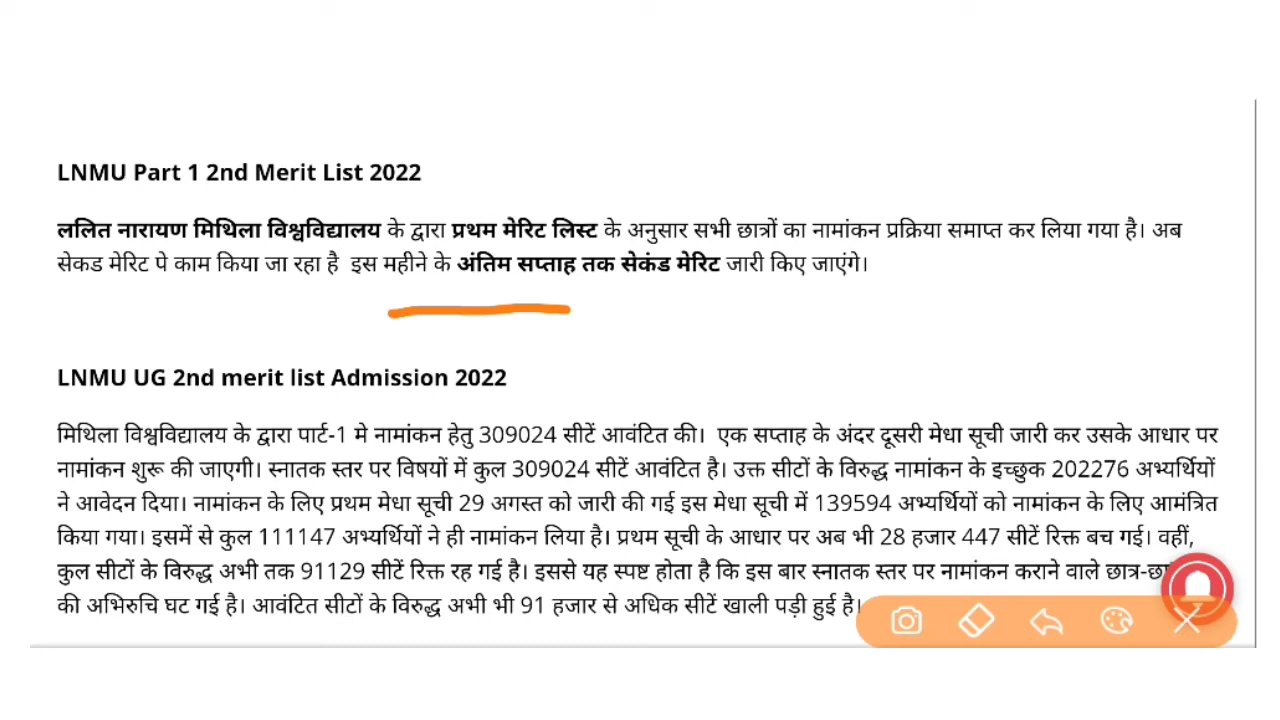 LNMU Part 1 2nd Merit List 2022
ललित नारायण मिथिला विश्वविद्यालय के द्वारा प्रथम मेरिट लिस्ट के अनुसार सभी छात्रों का नामांकन प्रक्रिया समाप्त कर लिया गया है। अब
सेकड मेरिट पे काम किया जा रहा है इस महीने के अंतिम सप्ताह तक सेकंड मेरिट जारी किए जाएंगे।
LNMU UG 2nd merit list Admission 2022
मिथिला विश्वविद्यालय के द्वारा पार्ट-1 मे नामांकन हेतु 309024 सीटें आवंटित की। एक सप्ताह के अंदर दूसरी मेधा सूची जारी कर उसके आधार पर
नामांकन शुरू की जाएगी। स्नातक स्तर पर विषयों में कुल 309024 सीटें आवंटित है। उक्त सीटों के विरुद्ध नामांकन के इच्छुक 202276 अभ्यर्थियों
ने आवेदन दिया। नामांकन के लिए प्रथम मेधा सूची 29 अगस्त को जारी की गई इस मेधा सूची में 139594 अभ्यर्थियों को नामांकन के लिए आमंत्रित
किया गया। इसमें से कुल 111147 अभ्यर्थियों ने ही नामांकन लिया है। प्रथम सूची के आधार पर अब भी 28 हजार 447 सीटें रिक्त बच गई। वहीं,
कुल सीटों के विरुद्ध अभी तक 91129 सीटें रिक्त रह गई है। इससे यह स्पष्ट होता है कि इस बार स्नातक स्तर पर नामांकन कराने वाले
की अभिरुचि घट गई है। आवंटित सीटों के विरुद्ध अभी भी 91 हजार से अधिक सीटें खाली पड़ी हुई है।